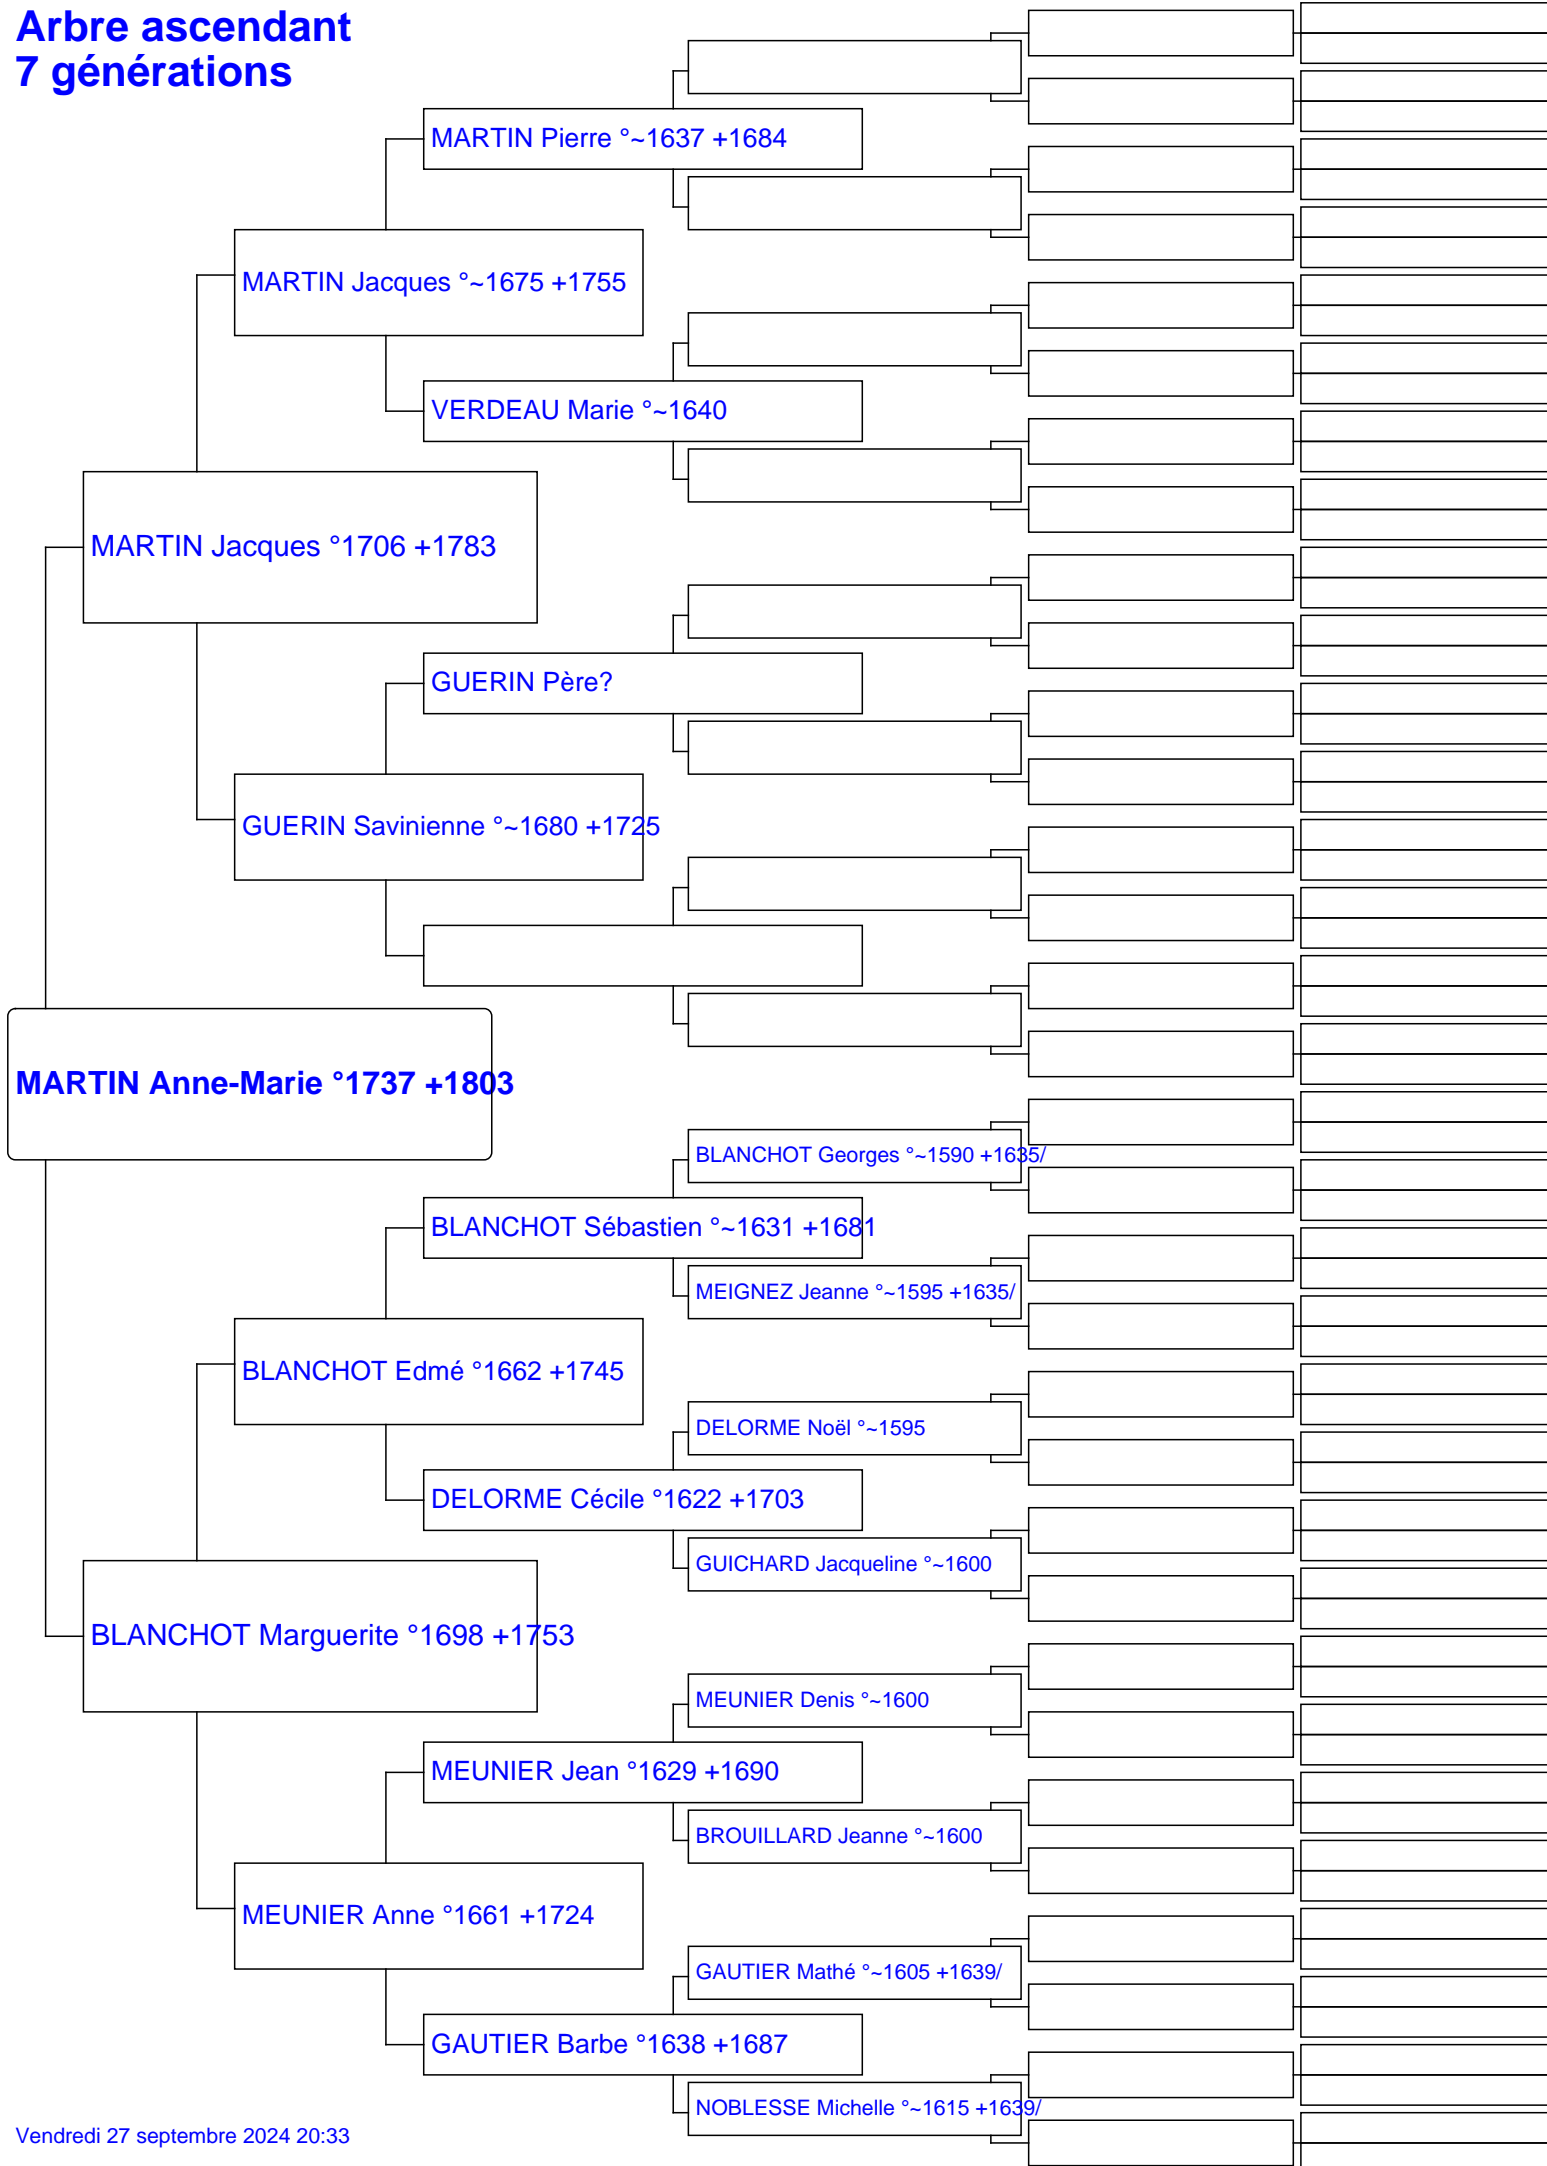 Arbre ascendant
7 générations
MARTIN Pierre °~1637 +1684
MARTIN Jacques °~1675 +1755
VERDEAU Marie °~1640
MARTIN Jacques °1706 +1783
GUERIN Père?
GUERIN Savinienne °~1680 +1725
MARTIN Anne-Marie °1737 +1803
BLANCHOT Georges °~1590 +1635/
BLANCHOT Sébastien °~1631 +1681
MEIGNEZ Jeanne °~1595 +1635/
BLANCHOT Edmé °1662 +1745
DELORME Noël °~1595
DELORME Cécile °1622 +1703
GUICHARD Jacqueline °~1600
BLANCHOT Marguerite °1698 +1753
MEUNIER Denis °~1600
MEUNIER Jean °1629 +1690
BROUILLARD Jeanne °~1600
MEUNIER Anne °1661 +1724
GAUTIER Mathé °~1605 +1639/
GAUTIER Barbe °1638 +1687
NOBLESSE Michelle °~1615 +1639/
Vendredi 27 septembre 2024 20:33